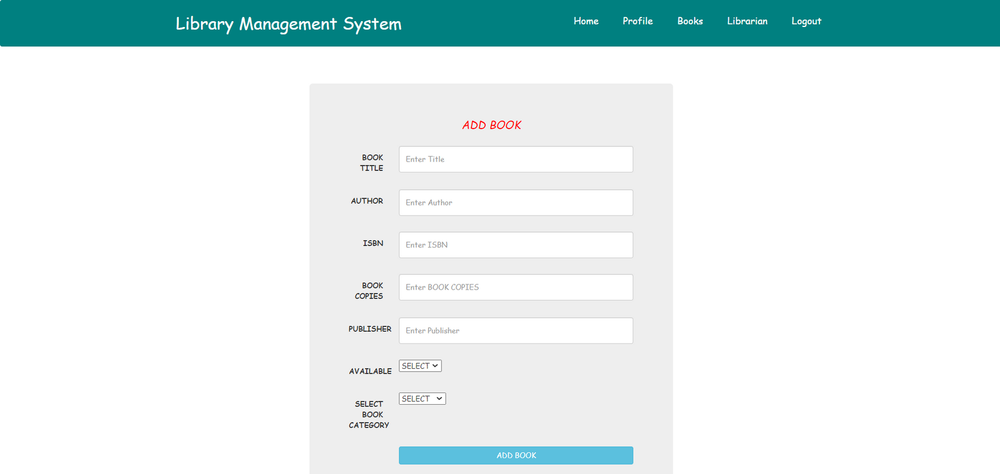 Library Management System
Home Profile Books Librarian Logout
ADD BOOK
BOOK
TITLE
Enter Title
AUTHOR
Enter Author
ISBN
Enter ISBN
BOOK
COPIES
Enter BOOK COPIES
PUBLISHER
Enter Publisher
AVAILABLE
SELECT
SELECT
BOOK
CATEGORY
SELECT
ADD BOOK